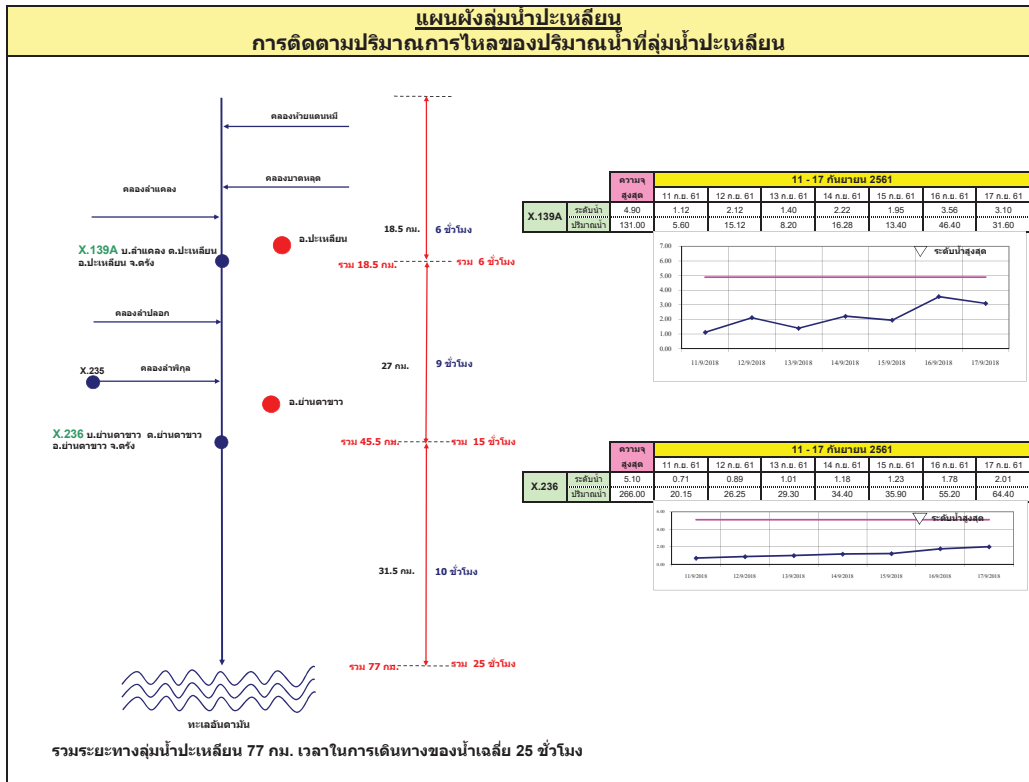 แผนผังลุ่มน้ำปะเหลียน
การติดตามปริมาณการไหลของปริมาณน้ำที่ลุ่มน้ำปะเหลียน
คลองห้วยแดนหมี
คลองบาตหลุด
คลองลำแคลง
18.5 กม.
6 ชั่วโมง
อ.ปะเหลียน
X.139A บ.ลำแคลง ต.ปะเหลียน
อ.ปะเหลียน จ.ตรัง
รวม 18.5 กม.
รวม 6 ชั่วโมง
คลองลำปลอก
X.235
คลองลำพิกุล
27 กม.
9 ชั่วโมง
อ.ย่านตาขาว
X.236 บ.ย่านตาขาว ต.ย่านตาขาว
อ.ย่านตาขาว จ.ตรัง
รวม 45.5 กม.
รวม 15 ชั่วโมง
31.5 กม.
10 ชั่วโมง
รวม 77 กม.
รวม 25 ชั่วโมง
ทะเลอันดามัน
รวมระยะทางลุ่มน้ำปะเหลียน 77 กม. เวลาในการเดินทางของน้ำเฉลี่ย 25 ชั่วโมง
ความจุ 11 - 17 กันยายน 2561
สูงสุด 11 ก.ย. 61 12 ก.ย. 61 13 ก.ย. 61 14 ก.ย. 61 15 ก.ย. 61 16 ก.ย. 61 17 ก.ย. 61
X.139A
ระดับน้ำ 4.90 1.12 2.12 1.40 2.22 1.95 3.56 3.10
ปริมาณน้ำ 131.00 5.60 15.12 8.20 16.28 13.40 46.40 31.60
ระดับน้ำสูงสุด
7.00
6.00
5.00
4.00
3.00
2.00
1.00
0.00
11/9/2018 12/9/2018 13/9/2018 14/9/2018 15/9/2018 16/9/2018 17/9/2018
ความจุ 11 - 17 กันยายน 2561
สูงสุด 11 ก.ย. 61 12 ก.ย. 61 13 ก.ย. 61 14 ก.ย. 61 15 ก.ย. 61 16 ก.ย. 61 17 ก.ย. 61
X.236
ระดับน้ำ 5.10 0.71 0.89 1.01 1.18 1.23 1.78 2.01
ปริมาณน้ำ 266.00 20.15 26.25 29.30 34.40 35.90 55.20 64.40
ระดับน้ำสูงสุด
6.00
4.00
2.00
0.00
11/9/2018 12/9/2018 13/9/2018 14/9/2018 15/9/2018 16/9/2018 17/9/2018